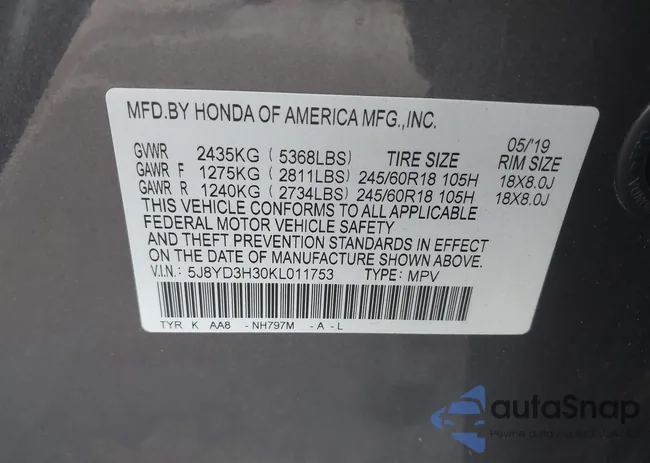 MFD.BY HONDA OF AMERICA MFG.,INC.
05/'19
GVWR 2435KG ( 5368LBS) TIRE SIZE RIM SIZE
GAWR F 1275KG ( 2811LBS) 245/60R18 105H 18X8.0J
GAWR R 1240KG ( 2734LBS) 245/60R18 105H 18X8.0J
THIS VEHICLE CONFORMS TO ALL APPLICABLE
FEDERAL MOTOR VEHICLE SAFETY
AND THEFT PREVENTION STANDARDS IN EFFECT
ON THE DATE OF MANUFACTURE SHOWN ABOVE.
V.I.N.: 5J8YD3H30KL011753 TYPE: MPV
TYR K AA8 -NH797M -A -L
autoSnap